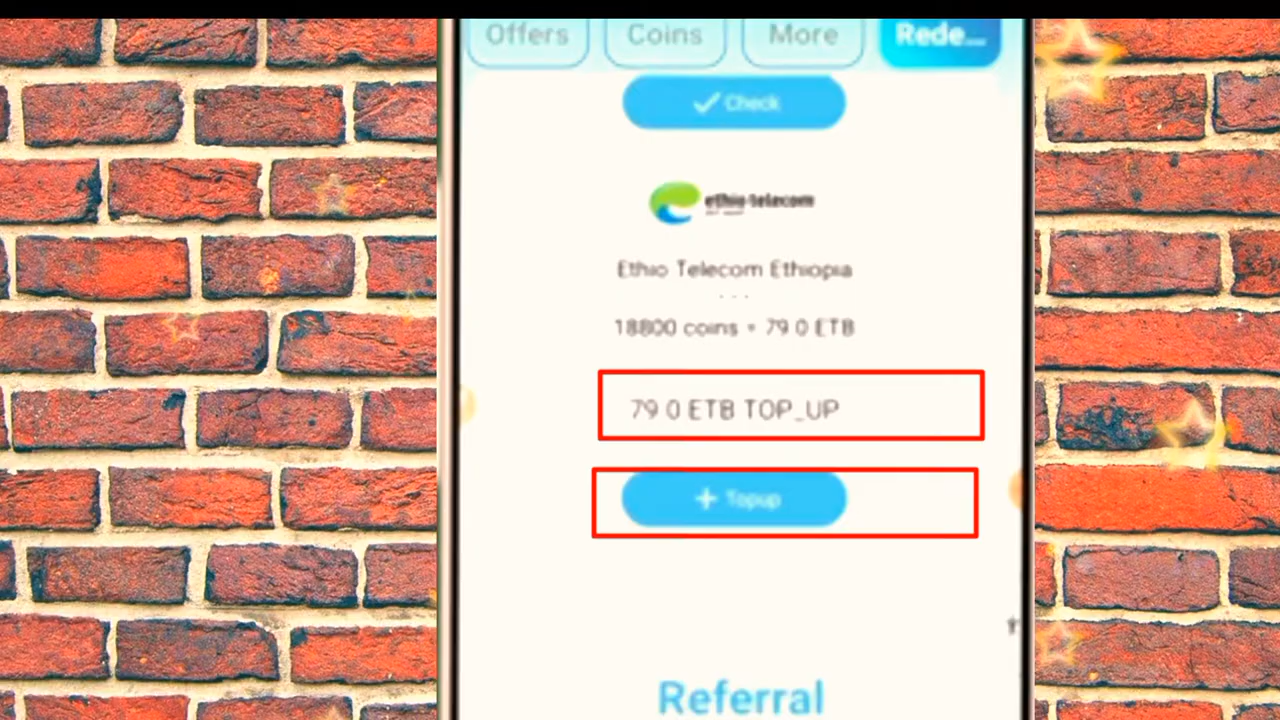 Offers
Coins
More
Rede...
Check
ethio telecom
Ethio Telecom Ethiopia
...
18800 coins = 79 0 ETB
79 0 ETB TOP_UP
+ Topup
Referral